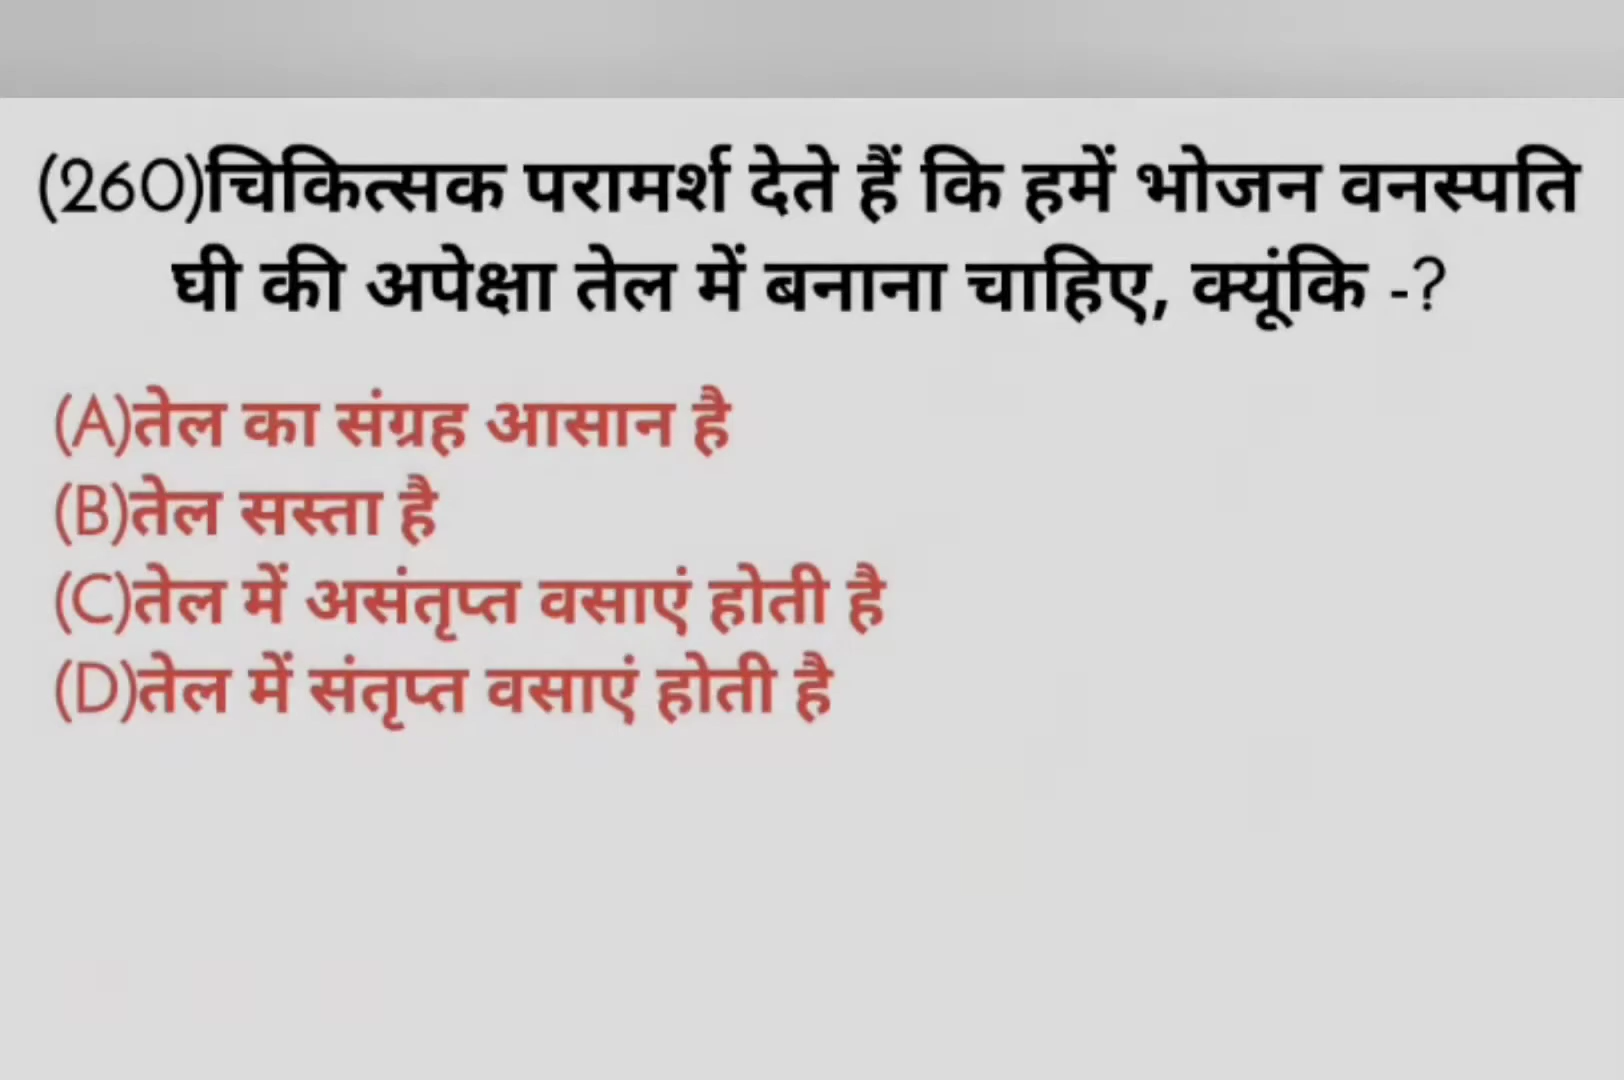 (260)चिकित्सक परामर्श देते हैं कि हमें भोजन वनस्पति
घी की अपेक्षा तेल में बनाना चाहिए, क्यूंकि -?
(A)तेल का संग्रह आसान है
(B)तेल सस्ता है
(C)तेल में असंतृप्त वसाएं होती है
(D)तेल में संतृप्त वसाएं होती है